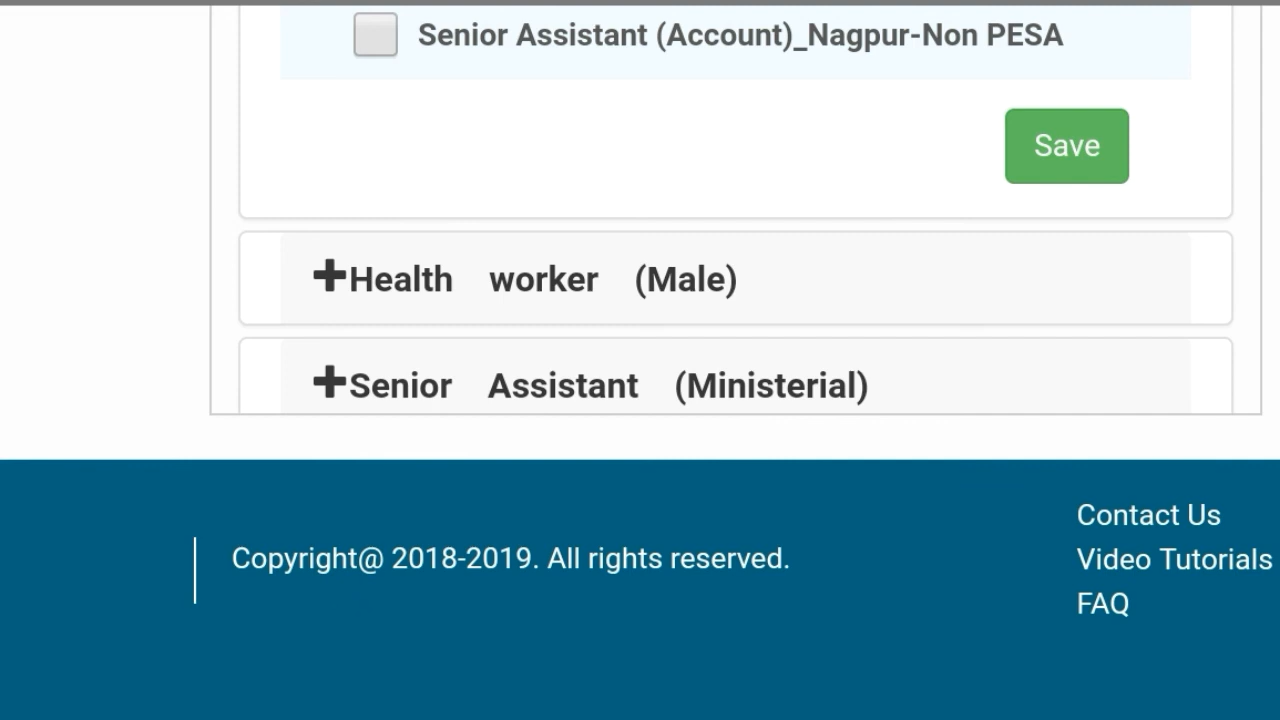 Senior Assistant (Account)_Nagpur-Non PESA
Save
Health worker (Male)
Senior Assistant (Ministerial)
Copyright@ 2018-2019. All rights reserved.
Contact Us
Video Tutorials
FAQ